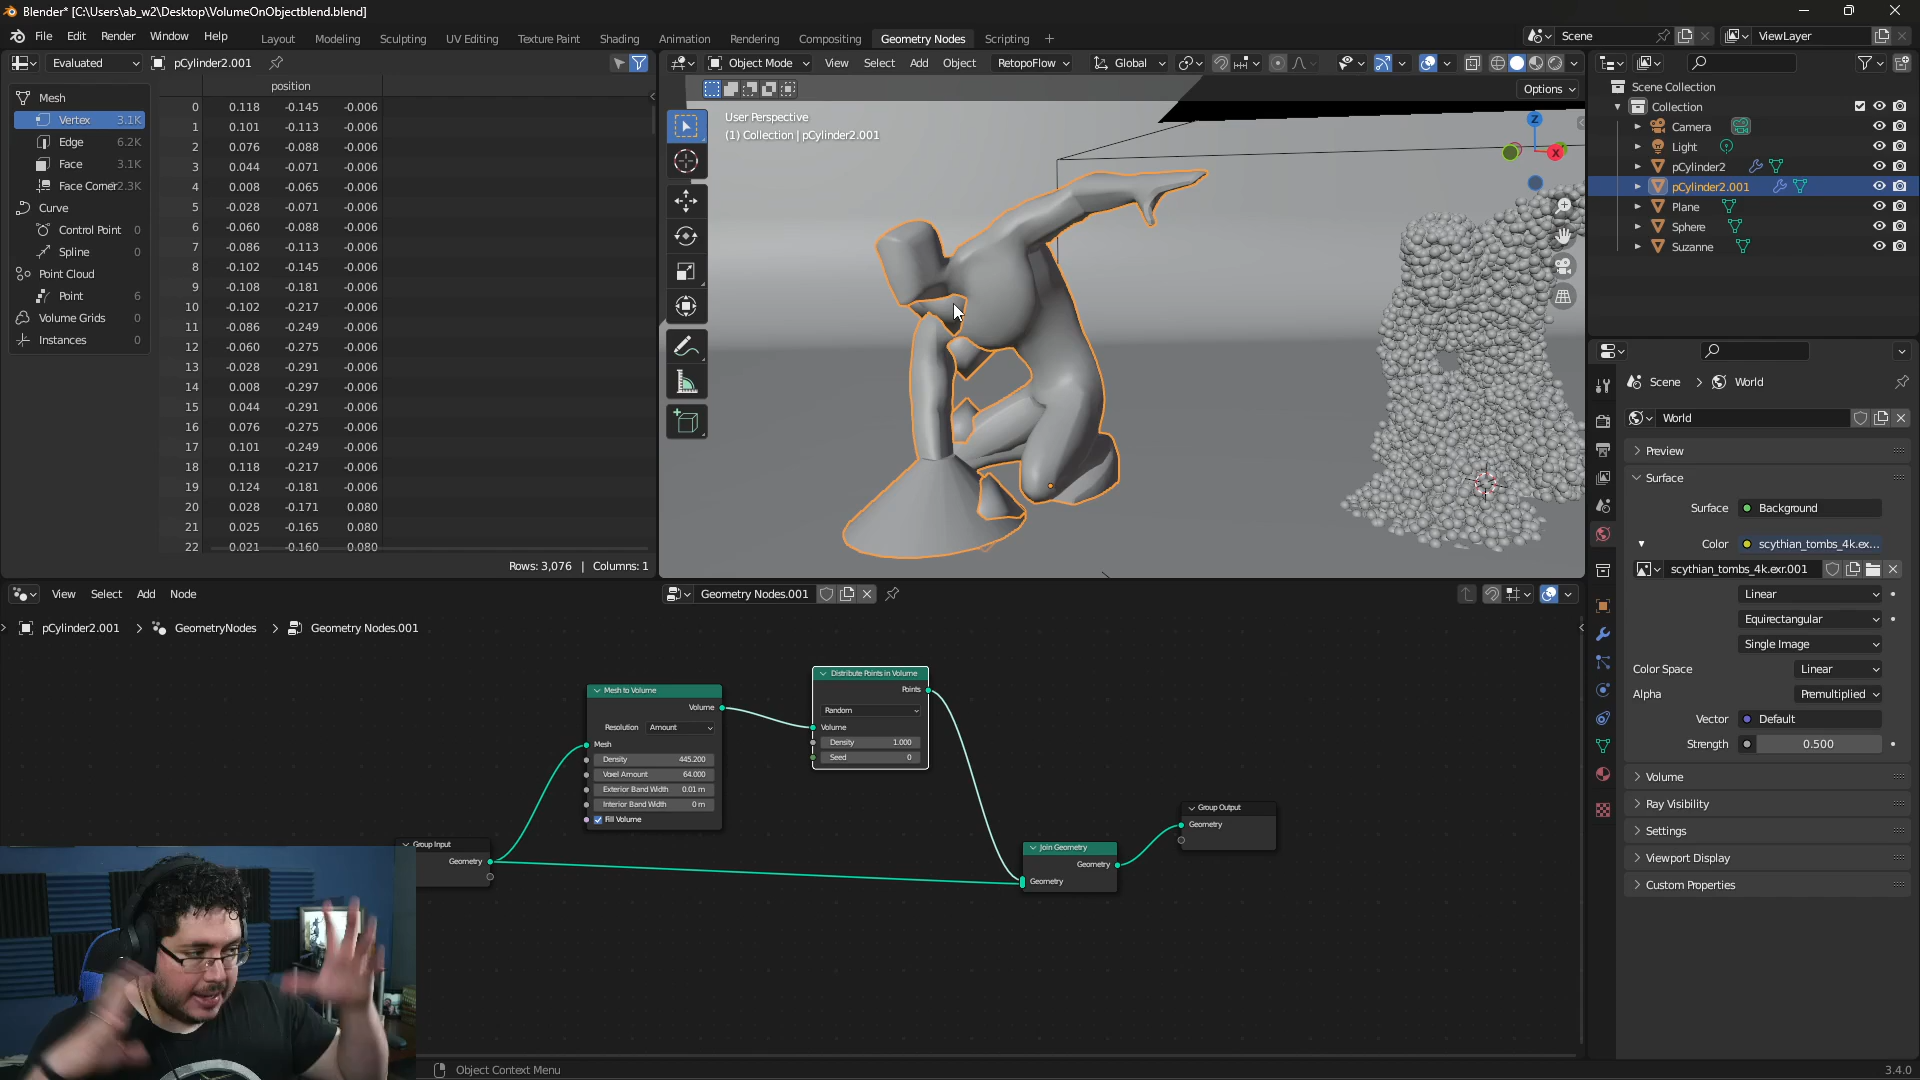 Blender* [C:\Users\ab_w2\Desktop\VolumeOnObjectblend.blend]
File Edit Render Window Help Layout Modeling Sculpting UV Editing Texture Paint Shading Animation Rendering Compositing Geometry Nodes Scripting
Scene
ViewLayer
Evaluated
pCylinder2.001
position
Mesh
Vertex 3.1K
Edge 6.2K
Face 3.1K
Face Corner 2.3K
Curve
Control Point 0
Spline 0
Point Cloud
Point 6
Volume Grids 0
Instances 0
0 0.118 -0.145 -0.006
1 0.101 -0.113 -0.006
2 0.076 -0.088 -0.006
3 0.044 -0.071 -0.006
4 0.008 -0.065 -0.006
5 -0.028 -0.071 -0.006
6 -0.060 -0.088 -0.006
7 -0.086 -0.113 -0.006
8 -0.102 -0.145 -0.006
9 -0.108 -0.181 -0.006
10 -0.102 -0.217 -0.006
11 -0.086 -0.249 -0.006
12 -0.060 -0.275 -0.006
13 -0.028 -0.291 -0.006
14 0.008 -0.297 -0.006
15 0.044 -0.291 -0.006
16 0.076 -0.275 -0.006
17 0.101 -0.249 -0.006
18 0.118 -0.217 -0.006
19 0.124 -0.181 -0.006
20 0.028 -0.171 0.080
21 0.025 -0.165 0.080
22 0.021 -0.160 0.080
Rows: 3,076 | Columns: 1
Object Mode View Select Add Object RetopoFlow Global
Options
User Perspective
(1) Collection | pCylinder2.001
Z
X
Scene Collection
Collection
Camera
Light
pCylinder2
pCylinder2.001
Plane
Sphere
Suzanne
Scene > World
World
Preview
Surface
Surface Background
Color scythian_tombs_4k.ex...
scythian_tombs_4k.exr.001
Linear
Equirectangular
Single Image
Color Space Linear
Alpha Premultiplied
Vector Default
Strength 0.500
Volume
Ray Visibility
Settings
Viewport Display
Custom Properties
View Select Add Node
Geometry Nodes.001
pCylinder2.001 > GeometryNodes > Geometry Nodes.001
Mesh to Volume
Volume
Resolution Amount
Mesh
Density 445.200
Voxel Amount 64.000
Exterior Band Width 0.01 m
Interior Band Width 0 m
Fill Volume
Distribute Points in Volume
Points
Random
Volume
Density 1.000
Seed 0
Group Input
Geometry
Join Geometry
Geometry
Geometry
Group Output
Geometry
Object Context Menu
3.4.0